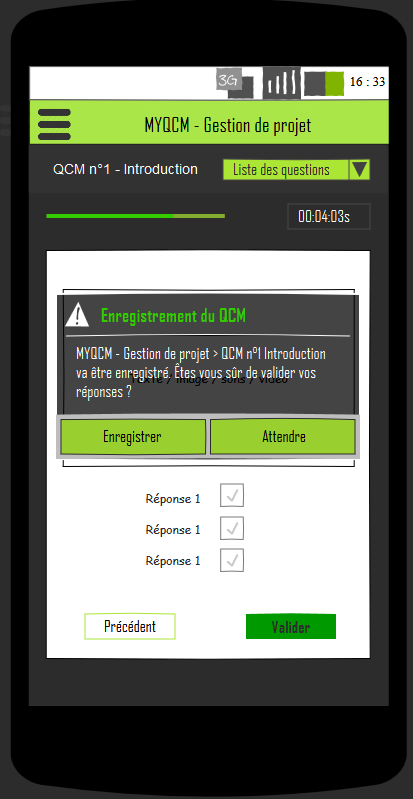 3G 16 : 33
MYQCM - Gestion de projet
QCM n°1 - Introduction Liste des questions
00:04:03s
Enregistrement du QCM
MYQCM - Gestion de projet > QCM n°1 Introduction
va être enregistré. Êtes vous sûr de valider vos
Texte / image / sons / video
réponses ?
Enregistrer Attendre
Réponse 1
Réponse 1
Réponse 1
Précédent Valider